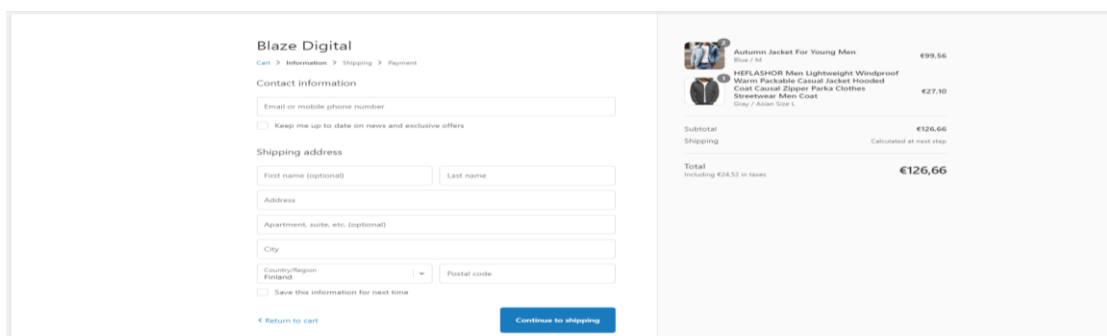 Blaze Digital
Cart > Information > Shipping > Payment
Contact information
Email or mobile phone number
Keep me up to date on news and exclusive offers
Shipping address
First name (optional)
Last name
Address
Apartment, suite, etc. (optional)
City
Country/Region
Finland
Postal code
Save this information for next time
< Return to cart
Continue to shipping
2
Autumn Jacket For Young Men
Blue / M
€99,56
1
HEFLASHOR Men Lightweight Windproof
Warm Packable Casual Jacket Hooded
Coat Causal Zipper Parka Clothes
Streetwear Men Coat
Gray / Asian Size L
€27,10
Subtotal
€126,66
Shipping
Calculated at next step
Total
Including €24,52 in taxes
€126,66